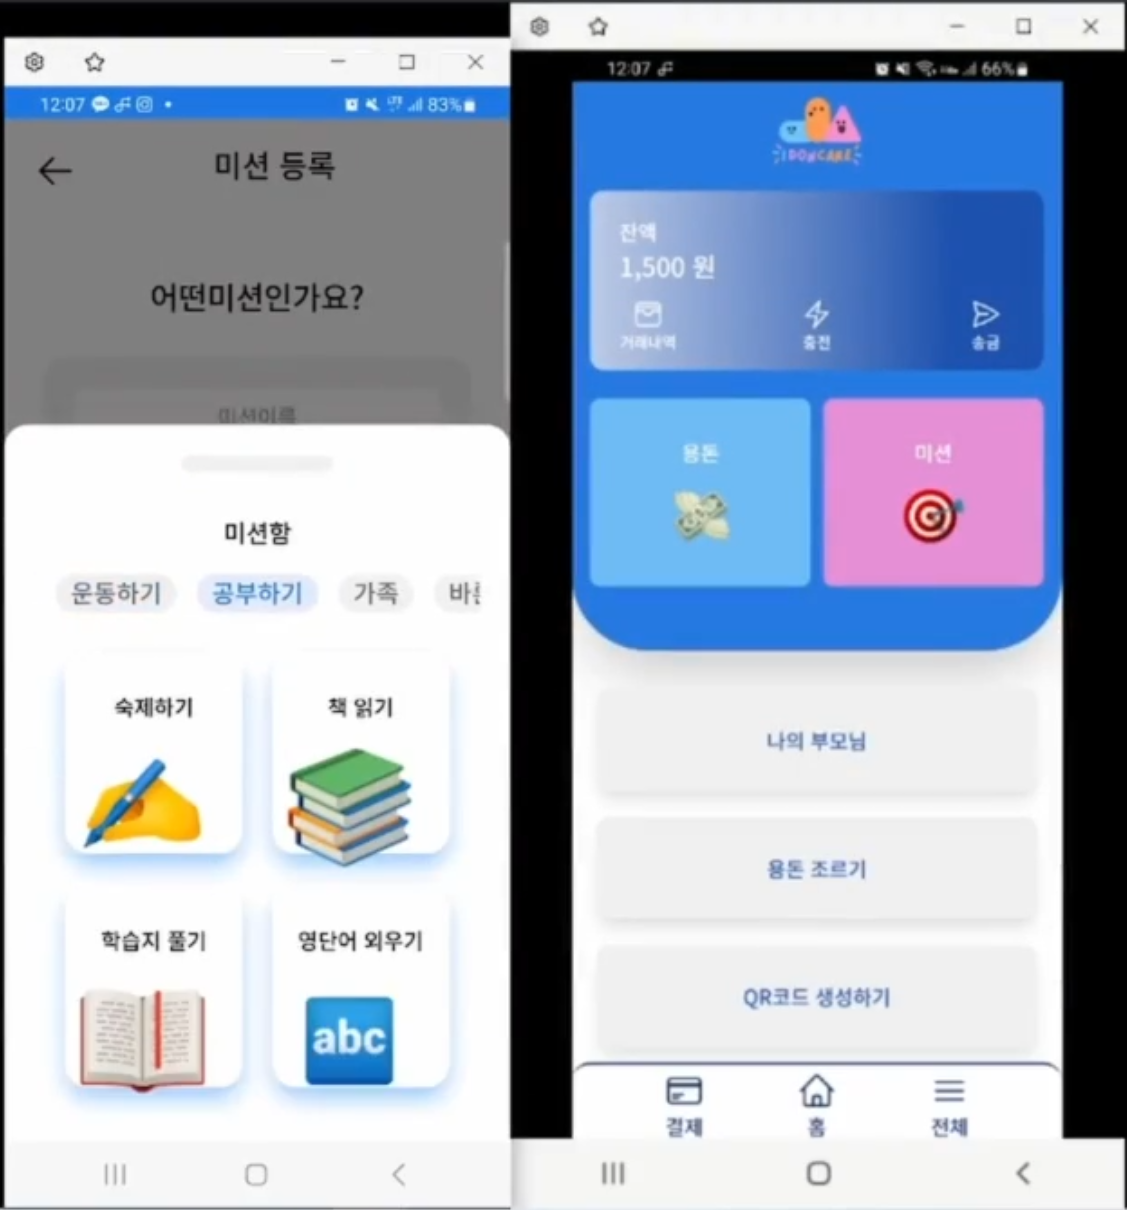 12:07
83%
미션 등록
어떤미션인가요?
미션이름
미션함
운동하기 공부하기 가족
숙제하기 책 읽기
학습지 풀기 영단어 외우기
abc
12:07
66%
IDONCARE
잔액
1,500 원
거래내역 충전 송금
용돈 미션
나의 부모님
용돈 조르기
QR코드 생성하기
결제 홈 전체